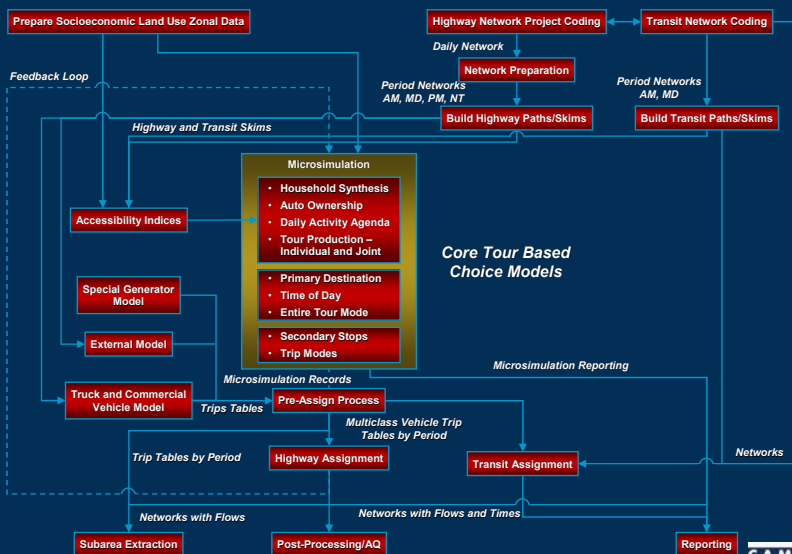 Prepare Socioeconomic Land Use Zonal Data
Highway Network Project Coding
Transit Network Coding
Daily Network
Feedback Loop
Network Preparation
Period Networks
AM, MD, PM, NT
Period Networks
AM, MD
Build Highway Paths/Skims
Build Transit Paths/Skims
Highway and Transit Skims
Microsimulation
• Household Synthesis
• Auto Ownership
• Daily Activity Agenda
• Tour Production –
Individual and Joint
Accessibility Indices
Core Tour Based
Choice Models
• Primary Destination
• Time of Day
• Entire Tour Mode
Special Generator
Model
• Secondary Stops
• Trip Modes
External Model
Microsimulation Reporting
Microsimulation Records
Truck and Commercial
Vehicle Model
Trips Tables
Pre-Assign Process
Multiclass Vehicle Trip
Tables by Period
Trip Tables by Period
Highway Assignment
Transit Assignment
Networks
Networks with Flows
Networks with Flows and Times
Subarea Extraction
Post-Processing/AQ
Reporting